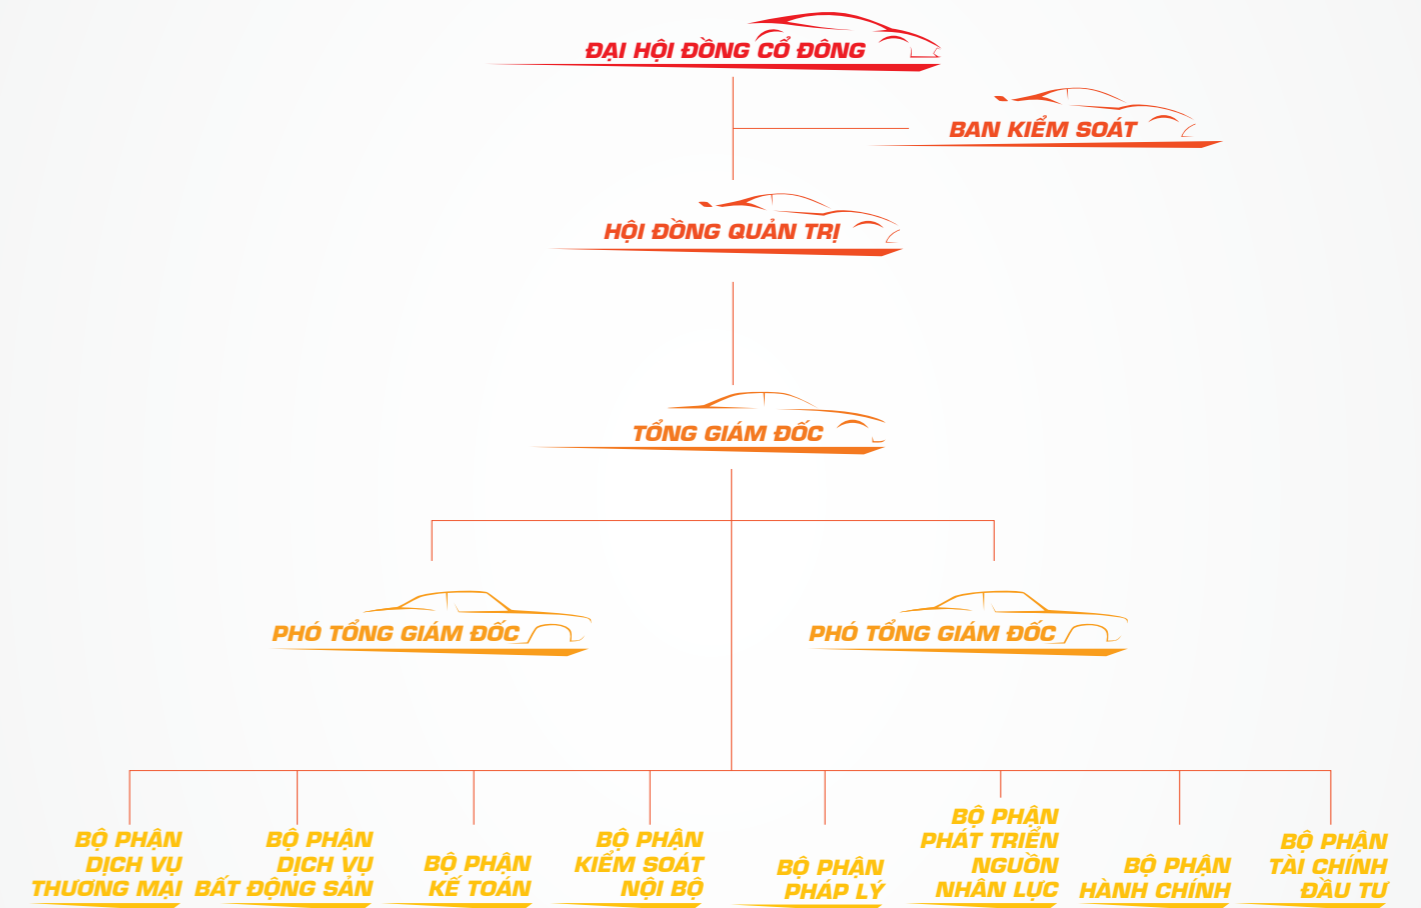 ĐẠI HỘI ĐỒNG CỔ ĐÔNG
BAN KIỂM SOÁT
HỘI ĐỒNG QUẢN TRỊ
TỔNG GIÁM ĐỐC
PHÓ TỔNG GIÁM ĐỐC
PHÓ TỔNG GIÁM ĐỐC
BỘ PHẬN
DỊCH VỤ
THƯƠNG MẠI
BỘ PHẬN
DỊCH VỤ
BẤT ĐỘNG SẢN
BỘ PHẬN
KẾ TOÁN
BỘ PHẬN
KIỂM SOÁT
NỘI BỘ
BỘ PHẬN
PHÁP LÝ
BỘ PHẬN
PHÁT TRIỂN
NGUỒN
NHÂN LỰC
BỘ PHẬN
HÀNH CHÍNH
BỘ PHẬN
TÀI CHÍNH
ĐẦU TƯ